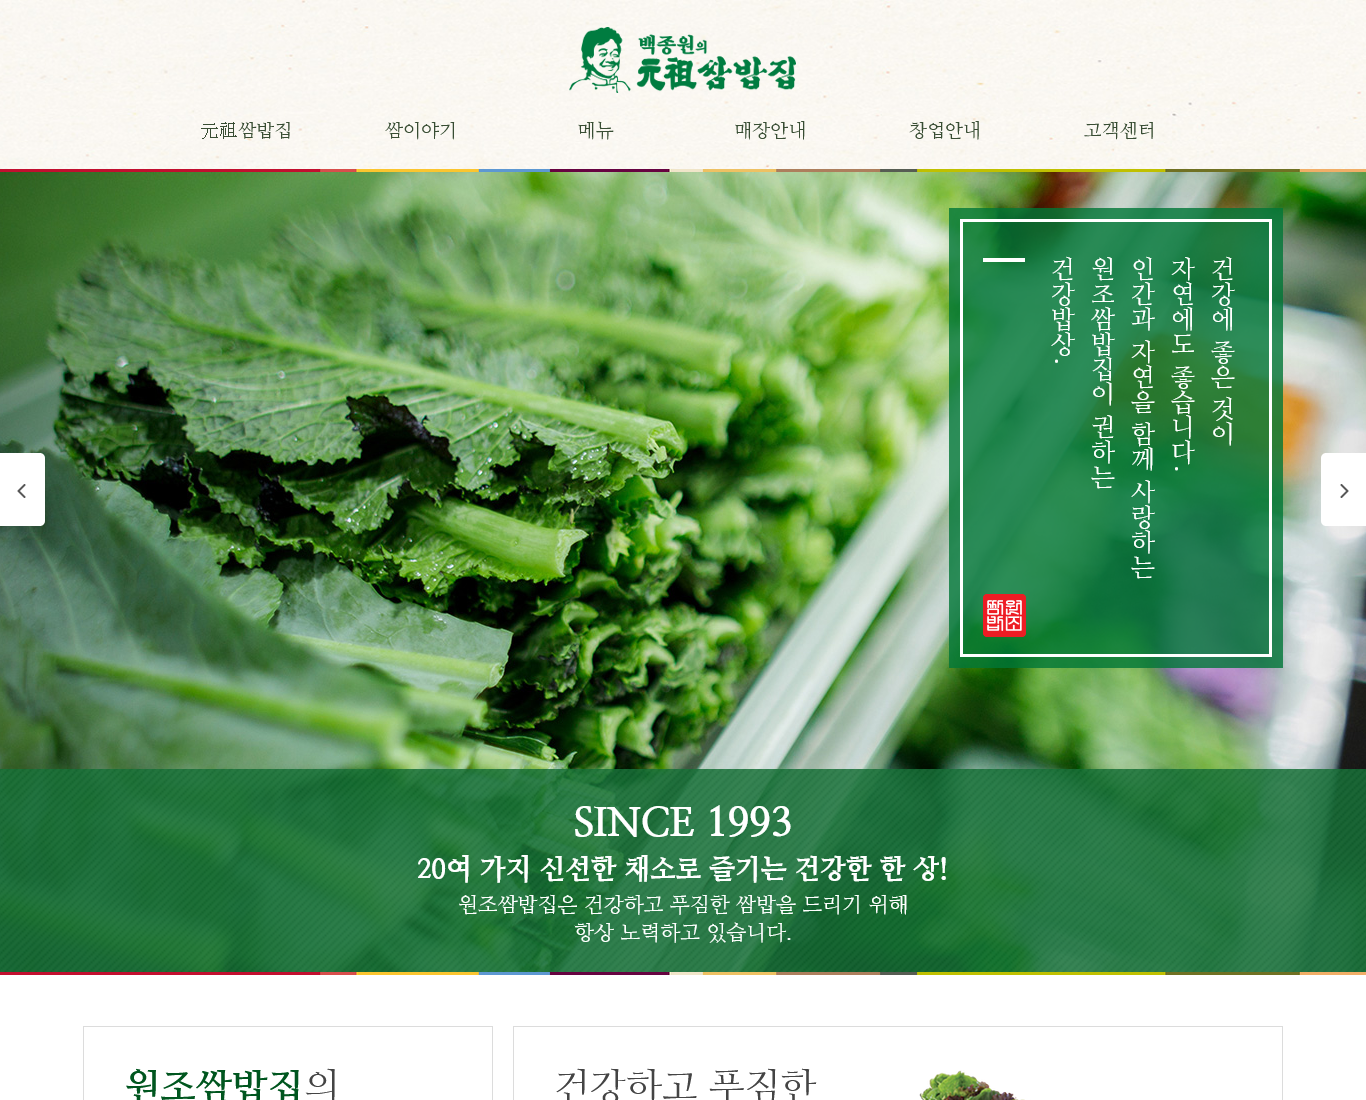 백종원의
元祖쌈밥집
元祖쌈밥집
쌈이야기
메뉴
매장안내
창업안내
고객센터
건강에 좋은 것이
자연에도 좋습니다.
인간과 자연을 함께 사랑하는
원조쌈밥집이 권하는
건강밥상.
원조
쌈밥
SINCE 1993
20여 가지 신선한 채소로 즐기는 건강한 한 상!
원조쌈밥집은 건강하고 푸짐한 쌈밥을 드리기 위해
항상 노력하고 있습니다.
원조쌈밥집의
건강하고 푸짐한